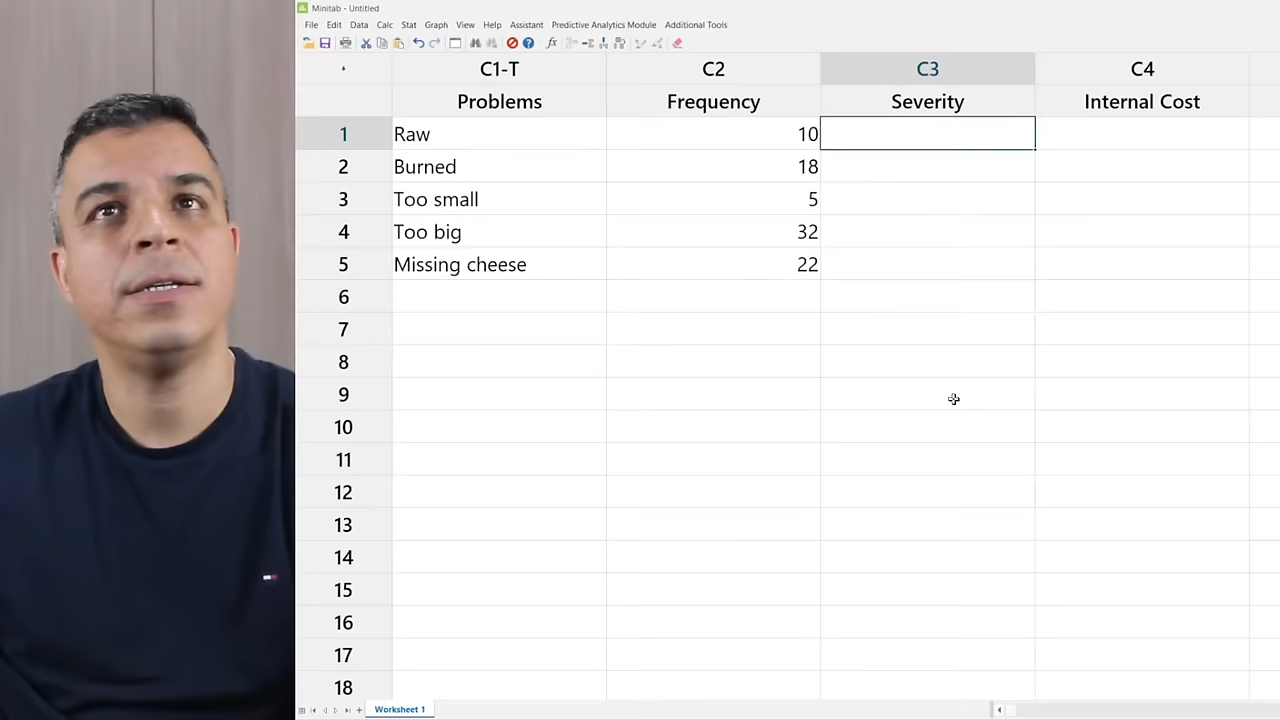 Minitab - Untitled
File Edit Data Calc Stat Graph View Help Assistant Predictive Analytics Module Additional Tools
C1-T C2 C3 C4
Problems Frequency Severity Internal Cost
1 Raw 10
2 Burned 18
3 Too small 5
4 Too big 32
5 Missing cheese 22
6
7
8
9
10
11
12
13
14
15
16
17
18
Worksheet 1